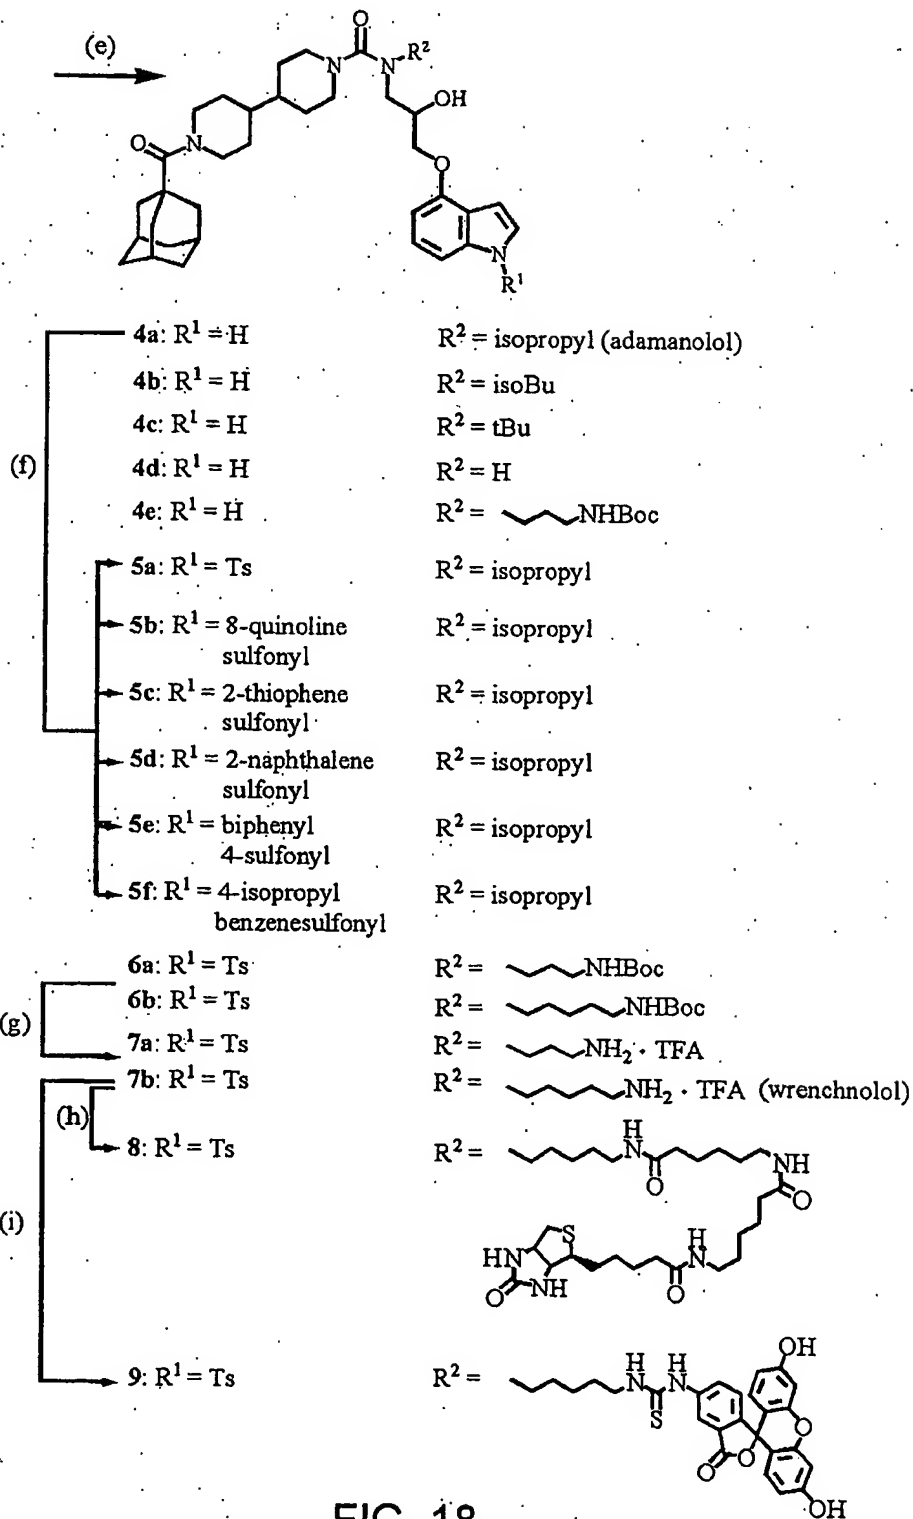 (e)
O
N N R²
OH
O N
O
N
R¹
4a: R¹ = H R² = isopropyl (adamanolol)
4b: R¹ = H R² = isoBu
4c: R¹ = H R² = tBu
(f)
4d: R¹ = H R² = H
4e: R¹ = H R² = NHBoc
5a: R¹ = Ts R² = isopropyl
5b: R¹ = 8-quinoline R² = isopropyl
sulfonyl
5c: R¹ = 2-thiophene R² = isopropyl
sulfonyl
5d: R¹ = 2-naphthalene R² = isopropyl
sulfonyl
5e: R¹ = biphenyl R² = isopropyl
4-sulfonyl
5f: R¹ = 4-isopropyl R² = isopropyl
benzenesulfonyl
6a: R¹ = Ts R² = NHBoc
6b: R¹ = Ts R² = NHBoc
(g)
7a: R¹ = Ts R² = NH₂ · TFA
7b: R¹ = Ts R² = NH₂ · TFA (wrenchnolol)
(h)
8: R¹ = Ts R² = H N
O
NH
O
(i)
S
HN
NH
O
H
N
O
9: R¹ = Ts R² = H N H N
S
OH
O
O
O
OH
FIG. 18